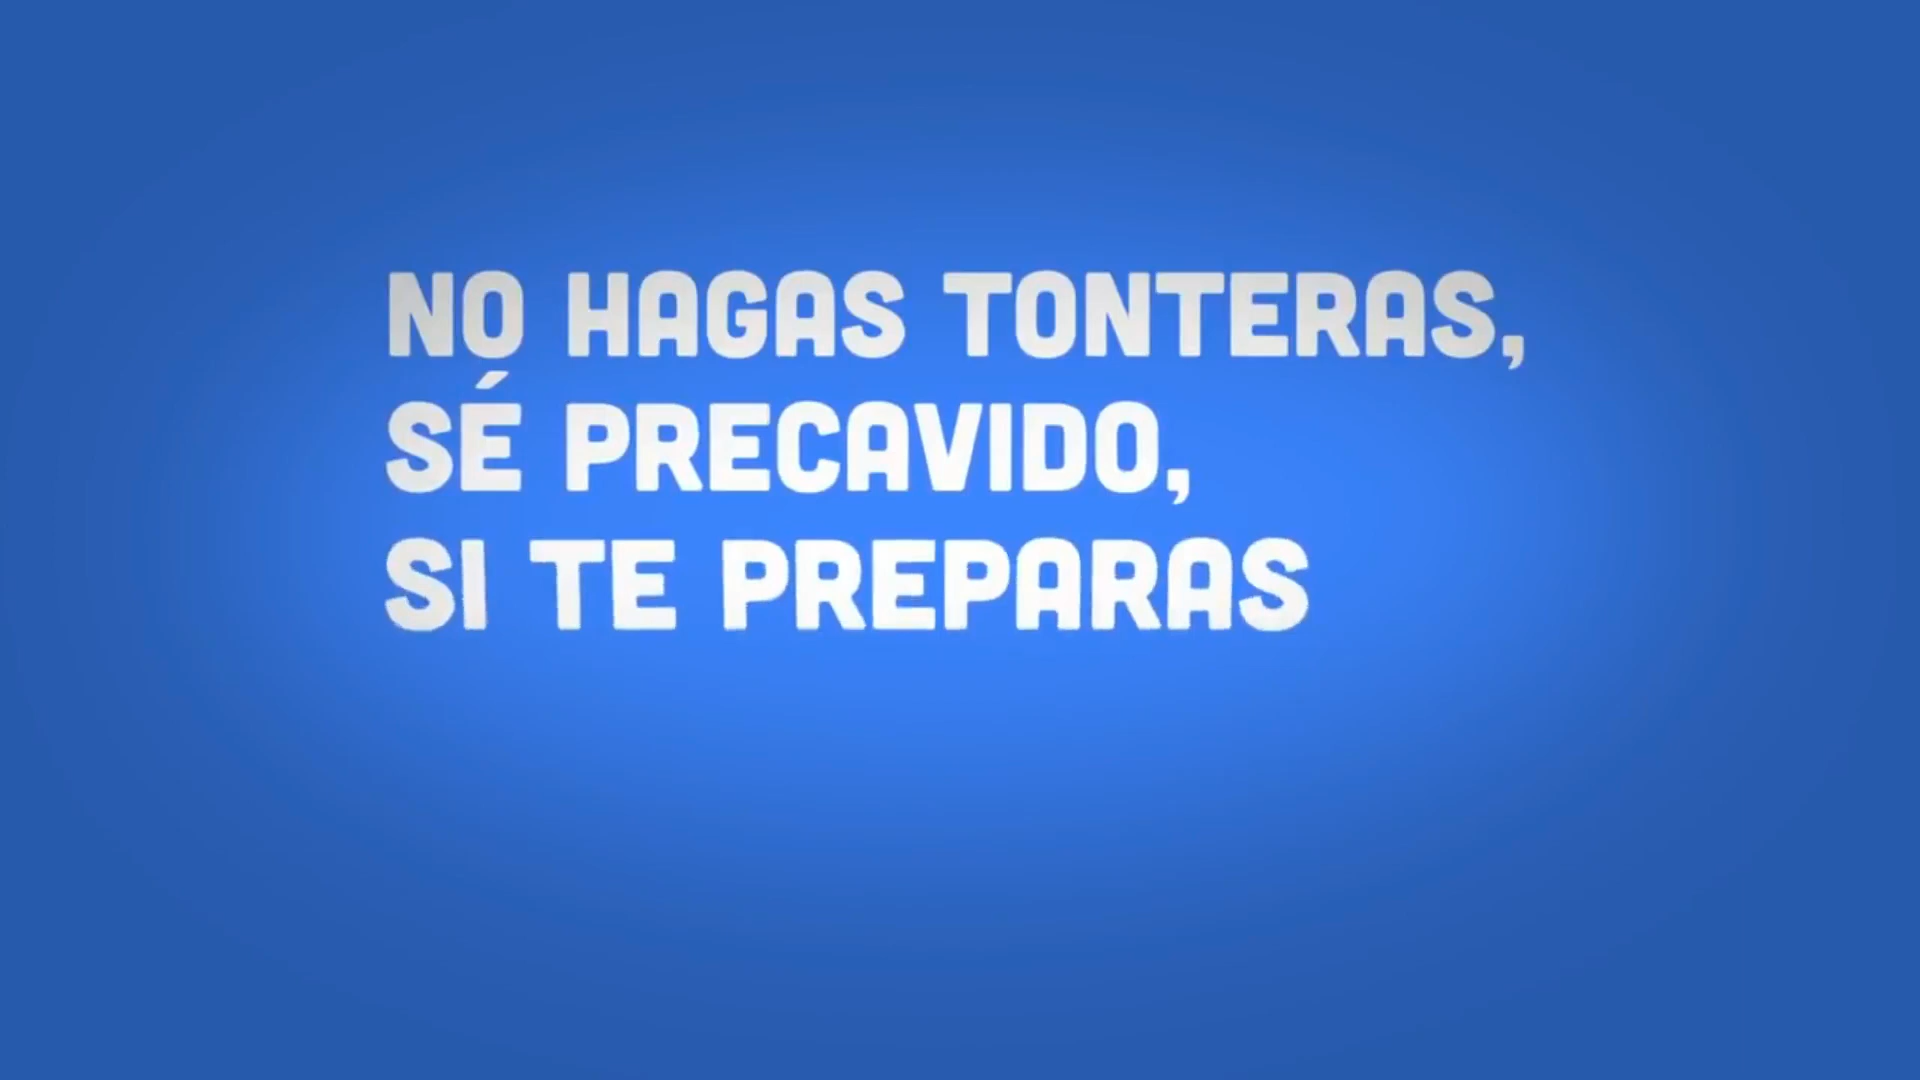 NO HAGAS TONTERAS,
SÉ PRECAVIDO,
SI TE PREPARAS